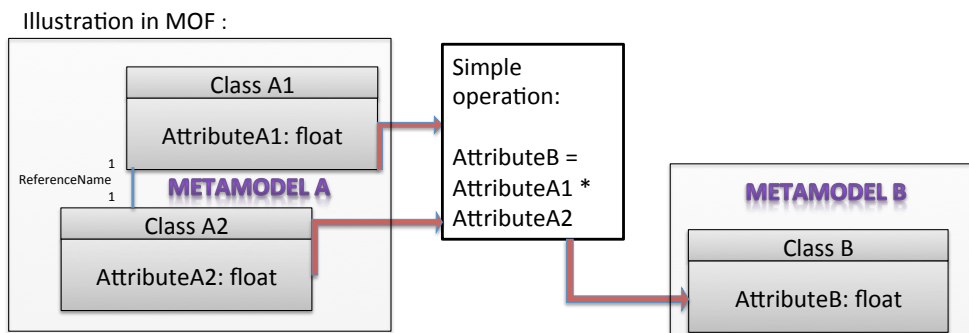 Illustration in MOF :
Class A1
AttributeA1: float
1
ReferenceName
1
METAMODEL A
Class A2
AttributeA2: float
Simple
operation:
AttributeB =
AttributeA1 *
AttributeA2
METAMODEL B
Class B
AttributeB: float